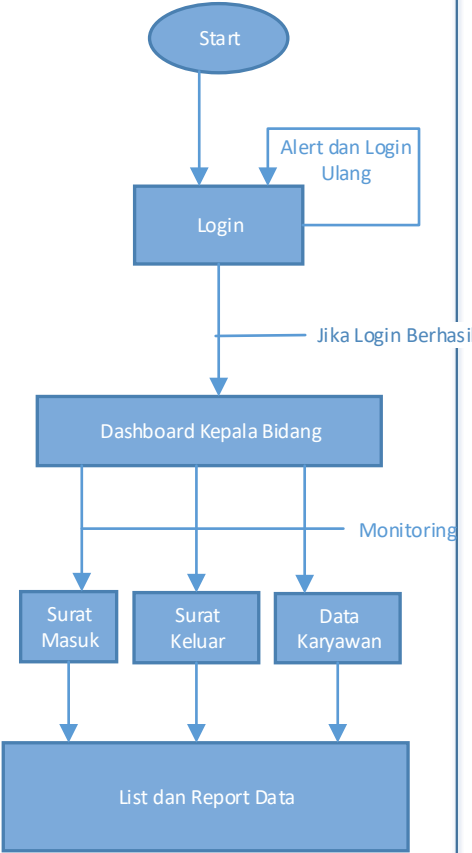 Start
Alert dan Login
Ulang
Login
Jika Login Berhasil
Dashboard Kepala Bidang
Monitoring
Surat
Masuk
Surat
Keluar
Data
Karyawan
List dan Report Data